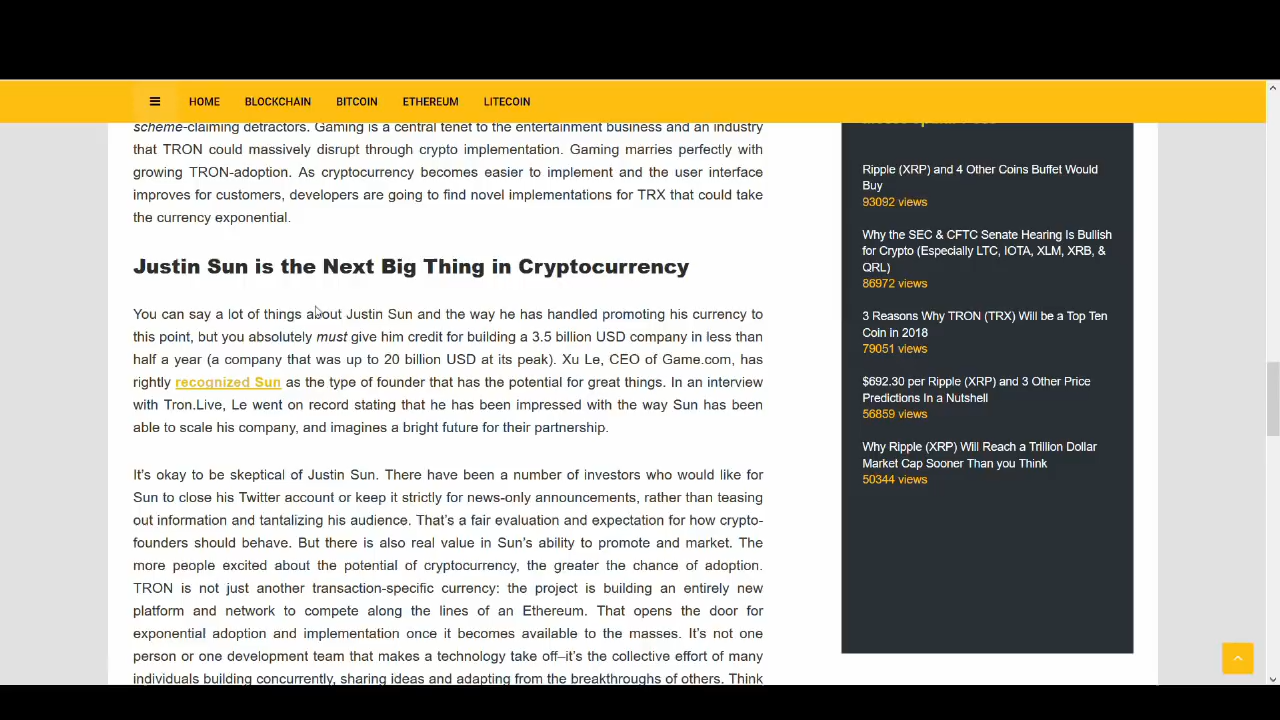 HOME BLOCKCHAIN BITCOIN ETHEREUM LITECOIN
scheme-claiming detractors. Gaming is a central tenet to the entertainment business and an industry
that TRON could massively disrupt through crypto implementation. Gaming marries perfectly with
growing TRON-adoption. As cryptocurrency becomes easier to implement and the user interface
improves for customers, developers are going to find novel implementations for TRX that could take
the currency exponential.
Justin Sun is the Next Big Thing in Cryptocurrency
You can say a lot of things about Justin Sun and the way he has handled promoting his currency to
this point, but you absolutely must give him credit for building a 3.5 billion USD company in less than
half a year (a company that was up to 20 billion USD at its peak). Xu Le, CEO of Game.com, has
rightly recognized Sun as the type of founder that has the potential for great things. In an interview
with Tron.Live, Le went on record stating that he has been impressed with the way Sun has been
able to scale his company, and imagines a bright future for their partnership.
It's okay to be skeptical of Justin Sun. There have been a number of investors who would like for
Sun to close his Twitter account or keep it strictly for news-only announcements, rather than teasing
out information and tantalizing his audience. That's a fair evaluation and expectation for how crypto-
founders should behave. But there is also real value in Sun's ability to promote and market. The
more people excited about the potential of cryptocurrency, the greater the chance of adoption.
TRON is not just another transaction-specific currency: the project is building an entirely new
platform and network to compete along the lines of an Ethereum. That opens the door for
exponential adoption and implementation once it becomes available to the masses. It's not one
person or one development team that makes a technology take off–it's the collective effort of many
individuals building concurrently, sharing ideas and adapting from the breakthroughs of others. Think
Ripple (XRP) and 4 Other Coins Buffet Would
Buy
93092 views
Why the SEC & CFTC Senate Hearing Is Bullish
for Crypto (Especially LTC, IOTA, XLM, XRB, &
QRL)
86972 views
3 Reasons Why TRON (TRX) Will be a Top Ten
Coin in 2018
79051 views
$692.30 per Ripple (XRP) and 3 Other Price
Predictions In a Nutshell
56859 views
Why Ripple (XRP) Will Reach a Trillion Dollar
Market Cap Sooner Than you Think
50344 views